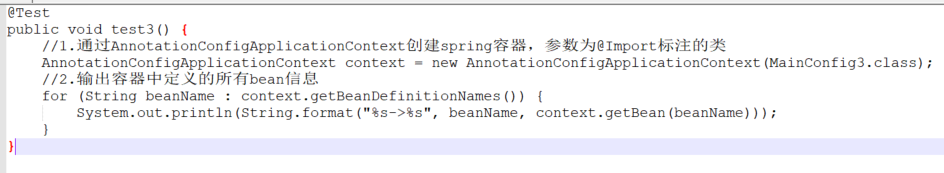 @Test
public void test3() {
    //1.通过AnnotationConfigApplicationContext创建spring容器，参数为@Import标注的类
    AnnotationConfigApplicationContext context = new AnnotationConfigApplicationContext(MainConfig3.class);
    //2.输出容器中定义的所有bean信息
    for (String beanName : context.getBeanDefinitionNames()) {
        System.out.println(String.format("%s->%s", beanName, context.getBean(beanName)));
    }
}